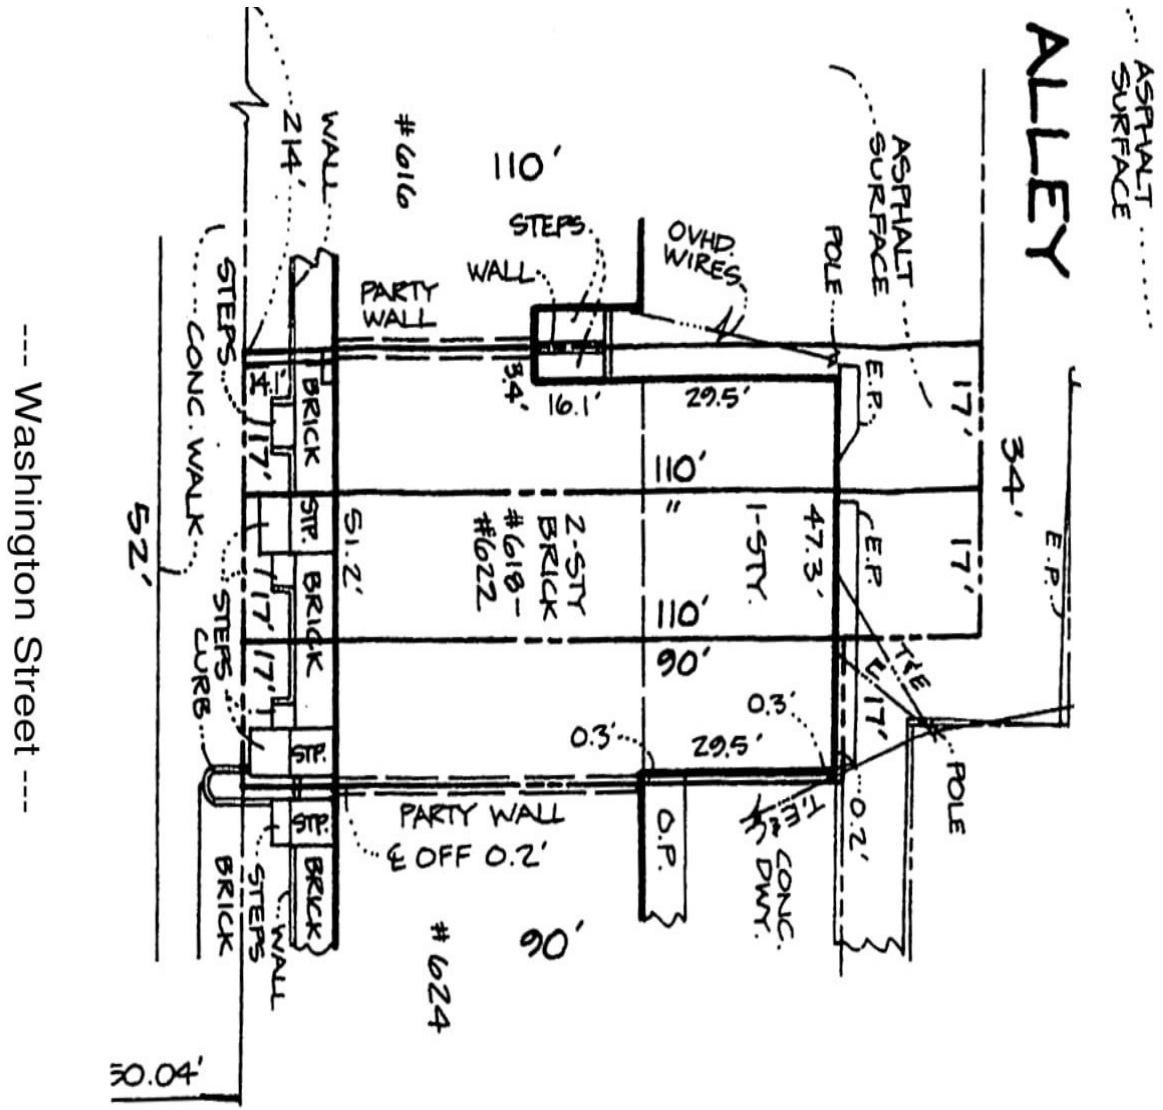 ASPHALT
SURFACE
ALLEY
ASPHALT
SURFACE
214'
WALL
#616
110'
STEPS
WALL
OVHD.
WIRES
POLE
PARTY
WALL
STEPS
CONC. WALK
4.1'
17'
BRICK
3.4'
16.1'
29.5'
E.P.
17'
34'
110'
"
52'
STP.
51.2'
2-STY
BRICK
#618-
#622
1-STY.
47.3'
E.P.
17'
E.P.
--- Washington Street ---
STEPS
CURB
17'
BRICK
17'
110'
90'
T&E
E
17'
0.3'
0.3'
29.5'
STP.
POLE
PARTY WALL
℄ OFF 0.2'
O.P.
T.E&C
CONC.
DWY.
0.2'
STP.
BRICK
STEPS
WALL
BRICK
#624
90'
50.04'